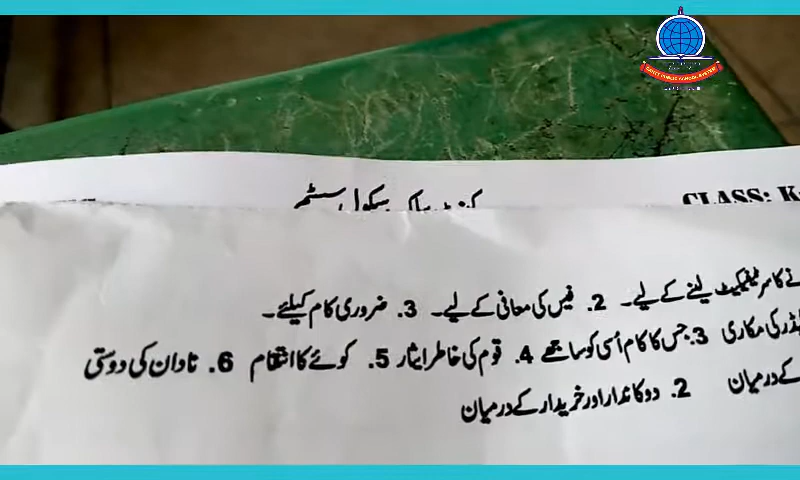 سکول سسٹم
CLASS: K
سرٹیفکیٹ لینے کے لیے۔ 2. فیس کی معافی کے لیے۔ 3. ضروری کام کیلئے۔
کی مکاری 3. جس کا کام اُسی کو ساجھے 4. قوم کی خاطر ایثار 5. کوئے کا انتقام 6. نادان کی دوستی
کے درمیان 2. دوکاندار اور خریدار کے درمیان